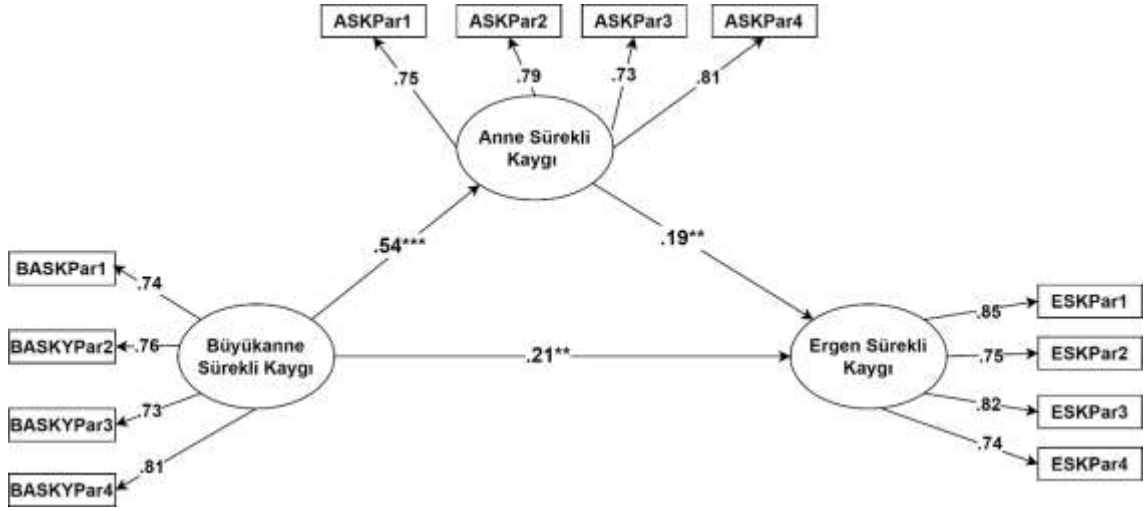 ASKPar1
ASKPar2
ASKPar3
ASKPar4
.75
.79
.73
.81
Anne Sürekli
Kaygı
.54***
.19**
BASKPar1
BASKYPar2
BASKYPar3
BASKYPar4
.74
.76
.73
.81
Büyükanne
Sürekli Kaygı
.21**
Ergen Sürekli
Kaygı
.85
.75
.82
.74
ESKPar1
ESKPar2
ESKPar3
ESKPar4